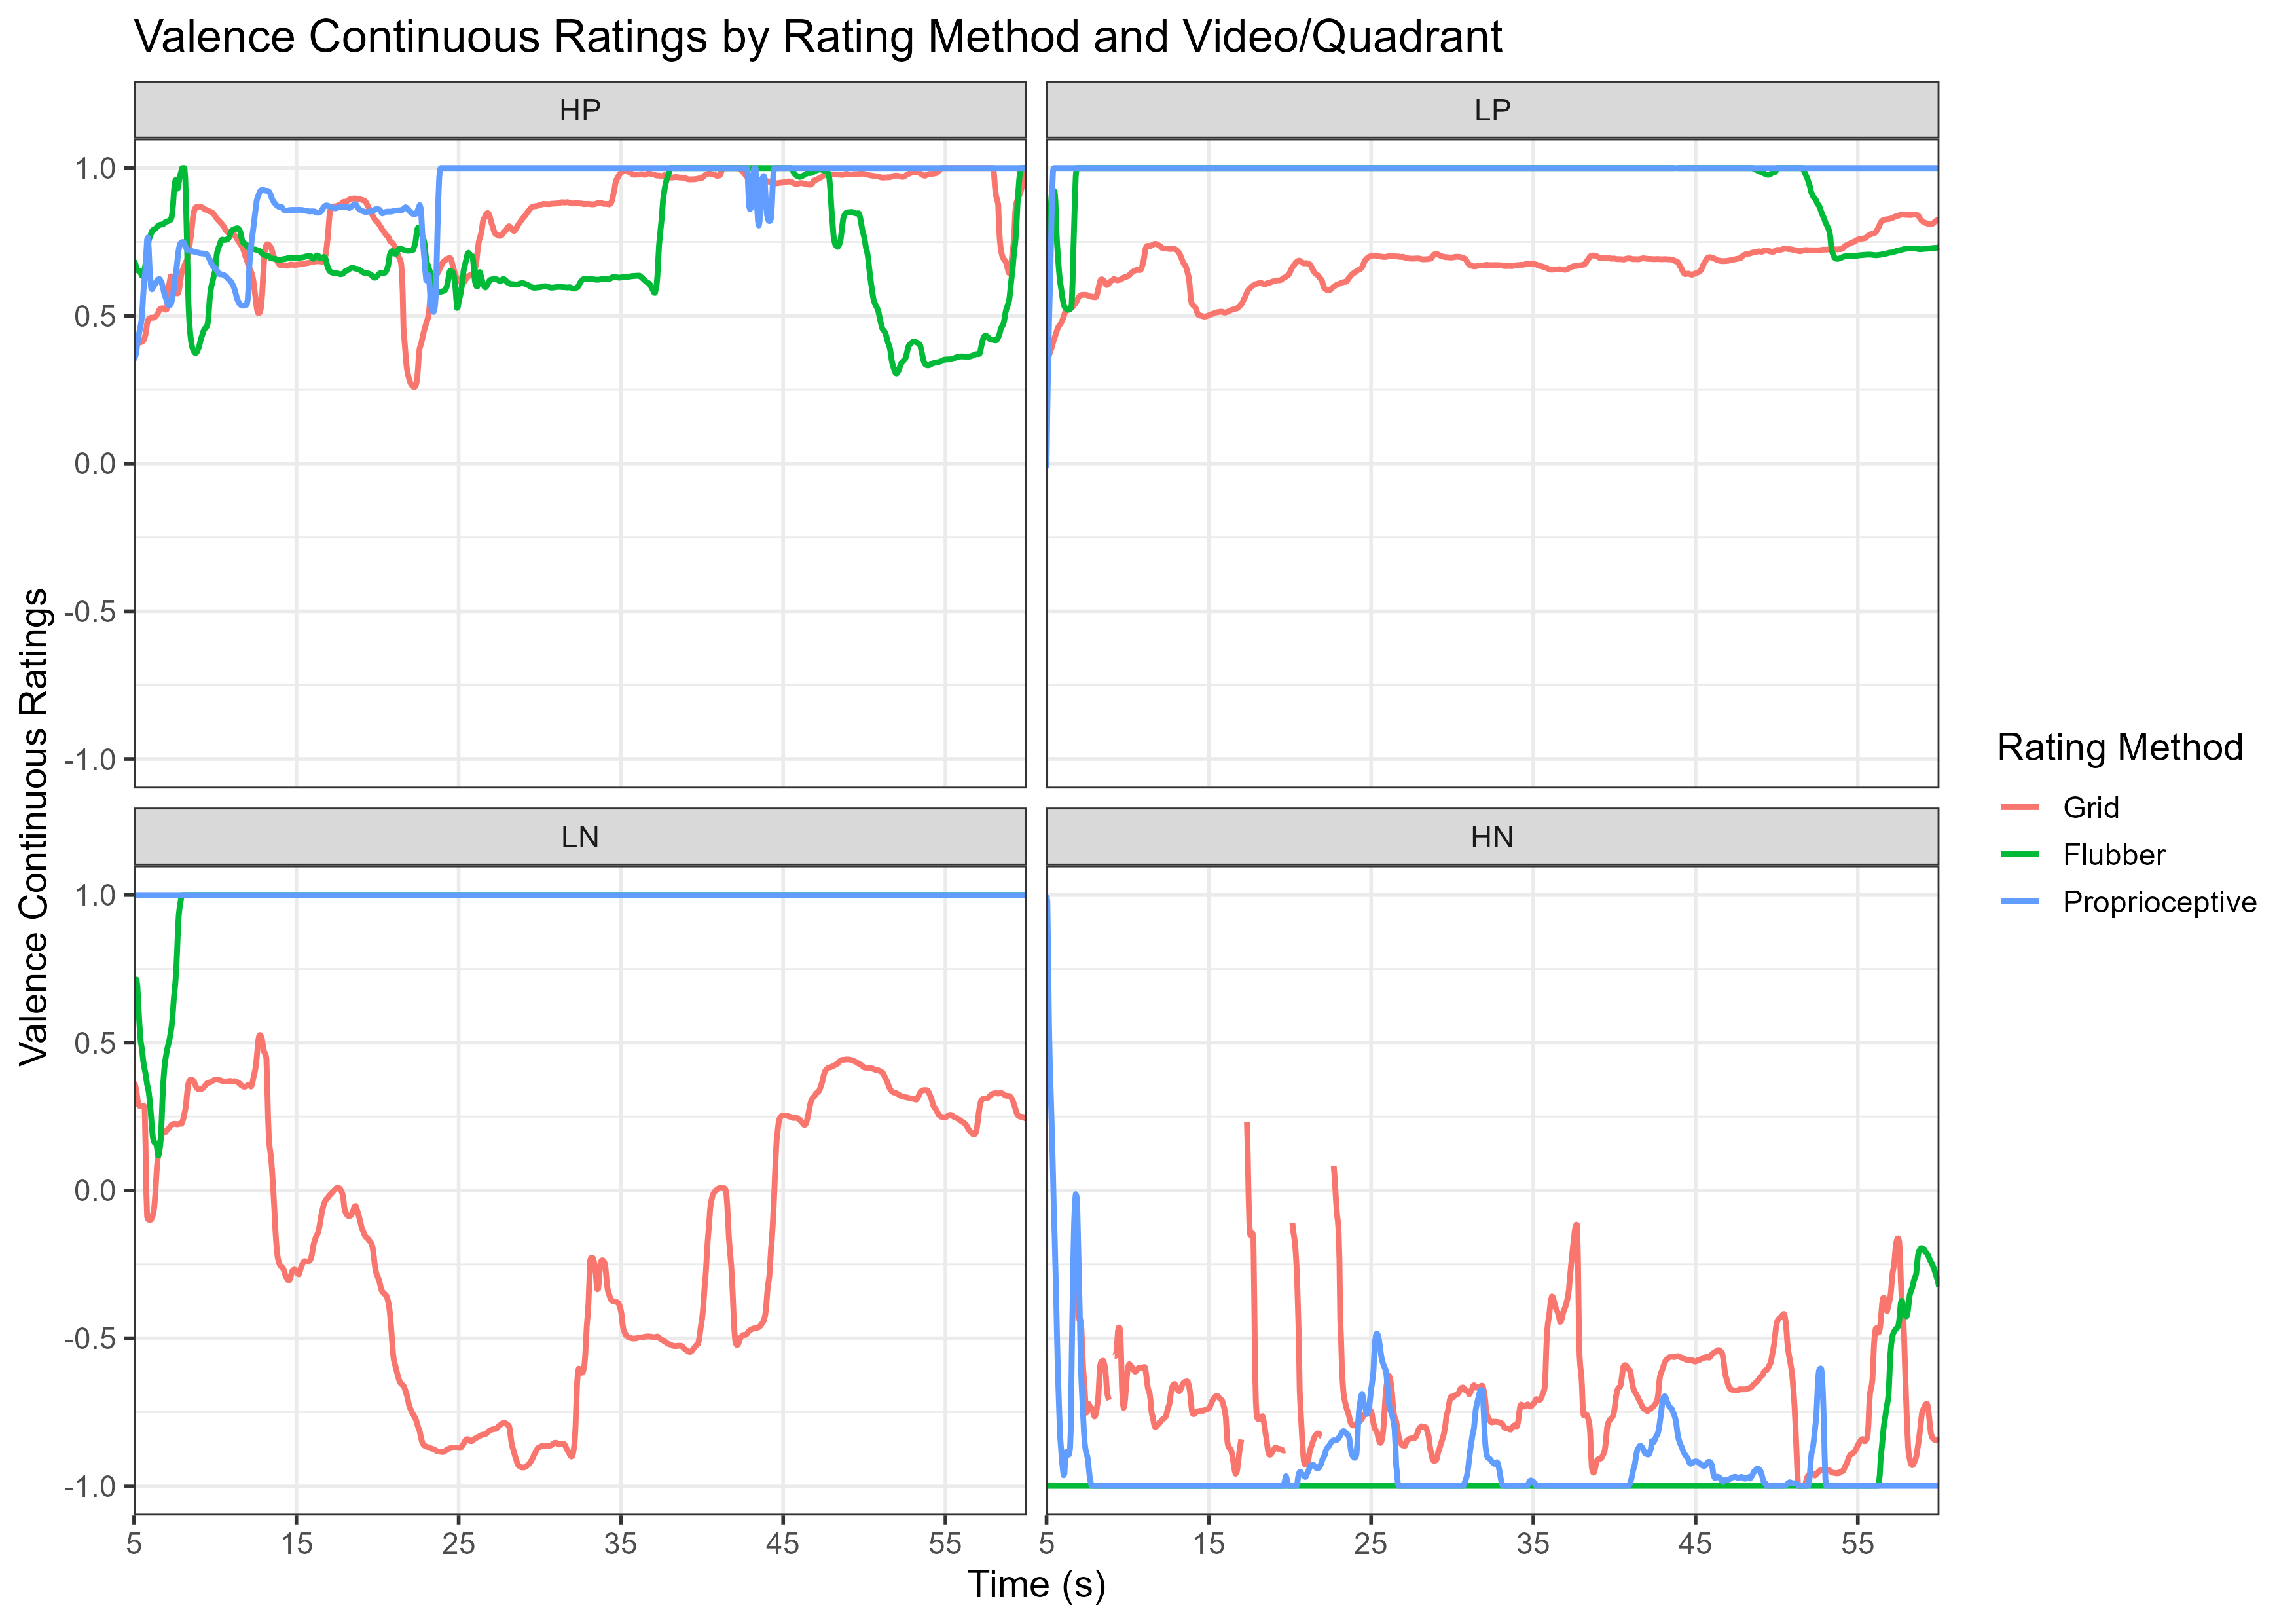 Valence Continuous Ratings by Rating Method and Video/Quadrant
HP
LP
1.0
0.5
0.0
-0.5
-1.0
LN
HN
1.0
0.5
0.0
-0.5
-1.0
5 15 25 35 45 55
5 15 25 35 45 55
Time (s)
Valence Continuous Ratings
Rating Method
Grid
Flubber
Proprioceptive